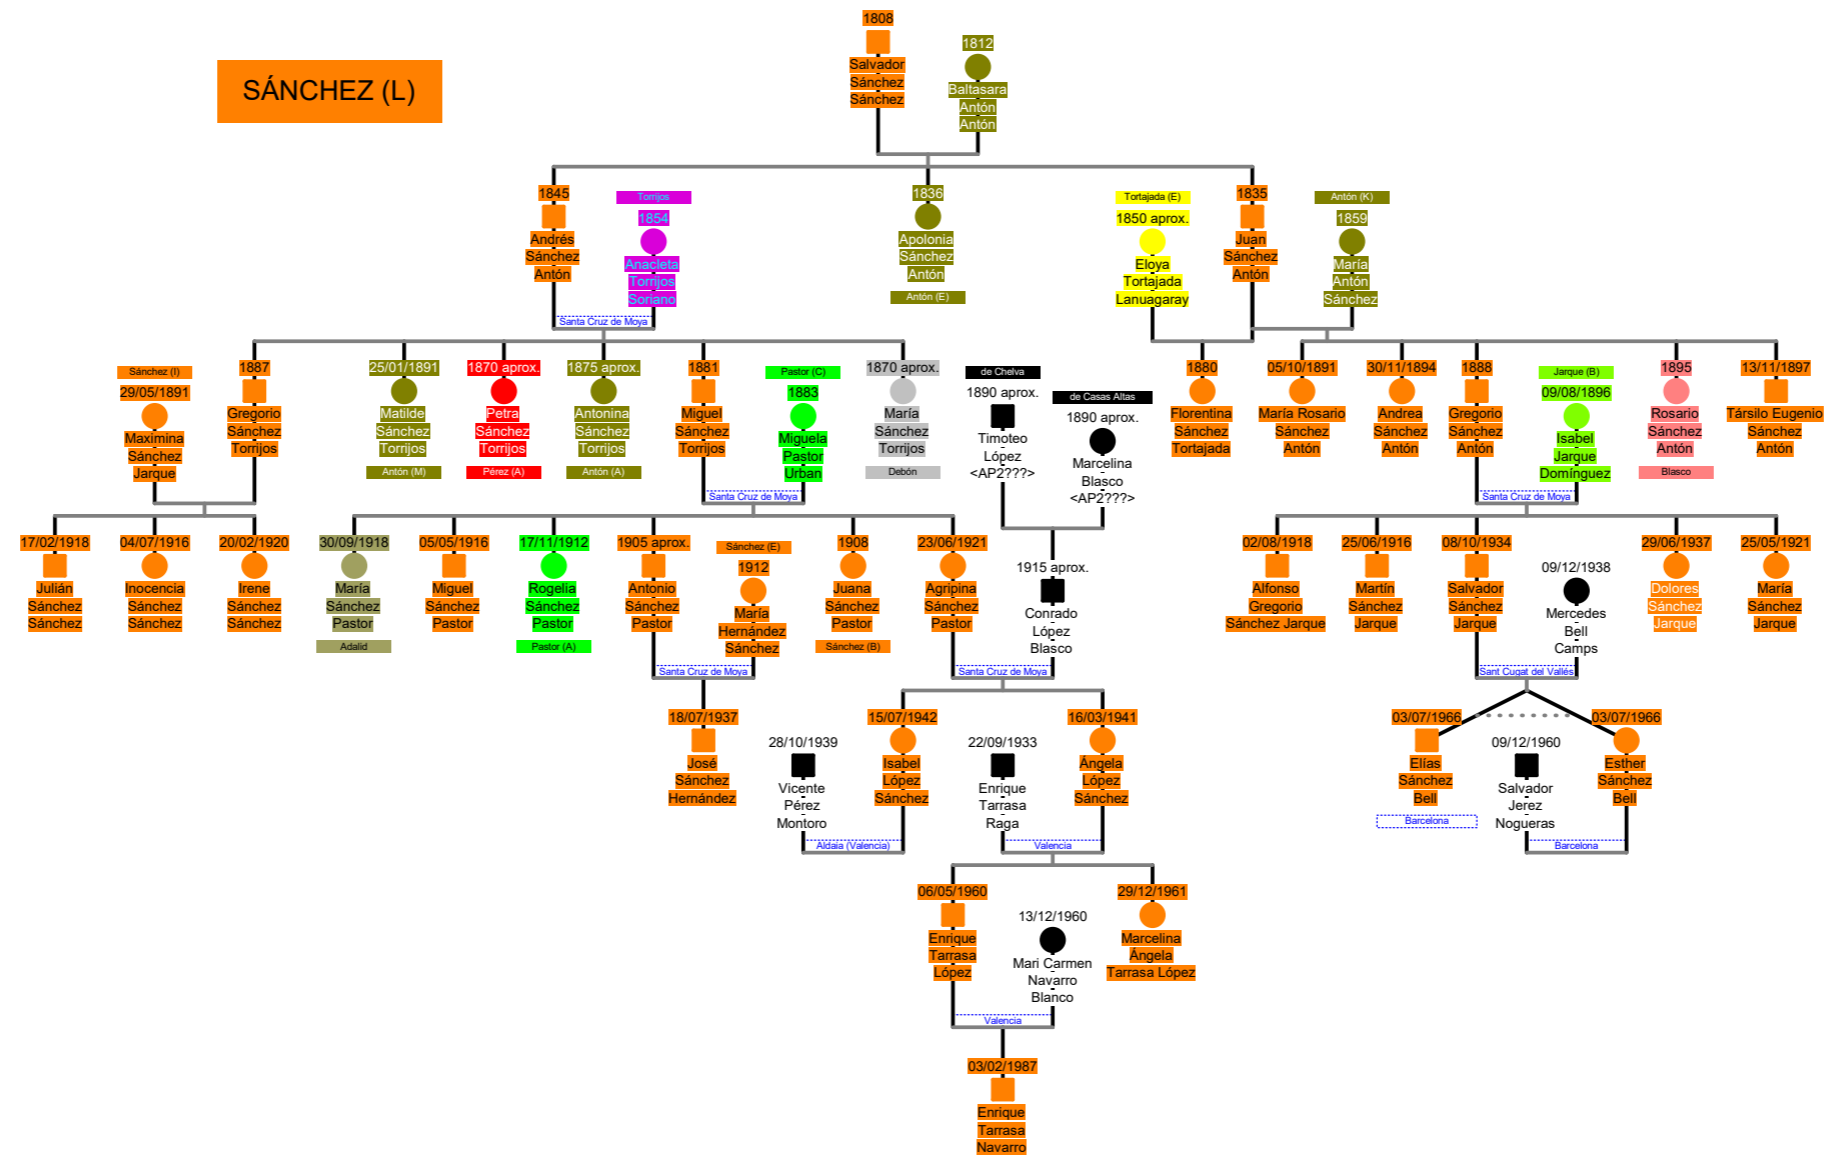 SÁNCHEZ (L)
1808
Salvador
Sánchez
Sánchez
1812
Baltasara
Antón
Antón
1845
Andrés
Sánchez
Antón
Torrijos
1854
Anacleta
Torrijos
Soriano
Santa Cruz de Moya
1836
Apolonia
Sánchez
Antón
Antón (E)
Tortajada (E)
1850 aprox.
Eloya
Tortajada
Lanuagaray
1835
Juan
Sánchez
Antón
Antón (K)
1859
María
Antón
Sánchez
Sánchez (I)
29/05/1891
Maximina
Sánchez
Jarque
1887
Gregorio
Sánchez
Torrijos
25/01/1891
Matilde
Sánchez
Torrijos
Antón (M)
1870 aprox.
Petra
Sánchez
Torrijos
Pérez (A)
1875 aprox.
Antonina
Sánchez
Torrijos
Antón (A)
1881
Miguel
Sánchez
Torrijos
Pastor (C)
1883
Miguela
Pastor
Urban
Santa Cruz de Moya
1870 aprox.
María
Sánchez
Torrijos
Debón
de Chelva
1890 aprox.
Timoteo
López
<AP2???>
de Casas Altas
1890 aprox.
Marcelina
Blasco
<AP2???>
1880
Florentina
Sánchez
Tortajada
05/10/1891
María Rosario
Sánchez
Antón
30/11/1894
Andrea
Sánchez
Antón
1888
Gregorio
Sánchez
Antón
Jarque (B)
09/08/1896
Isabel
Jarque
Domínguez
Santa Cruz de Moya
1895
Rosario
Sánchez
Antón
Blasco
13/11/1897
Társilo Eugenio
Sánchez
Antón
17/02/1918
Julián
Sánchez
Sánchez
04/07/1916
Inocencia
Sánchez
Sánchez
20/02/1920
Irene
Sánchez
Sánchez
30/09/1918
María
Sánchez
Pastor
Adalid
05/05/1916
Miguel
Sánchez
Pastor
17/11/1912
Rogelia
Sánchez
Pastor
Pastor (A)
1905 aprox.
Antonio
Sánchez
Pastor
Sánchez (E)
1912
María
Hernández
Sánchez
Santa Cruz de Moya
1908
Juana
Sánchez
Pastor
Sánchez (B)
23/06/1921
Agripina
Sánchez
Pastor
1915 aprox.
Conrado
López
Blasco
Santa Cruz de Moya
02/08/1918
Alfonso
Gregorio
Sánchez Jarque
25/06/1916
Martín
Sánchez
Jarque
08/10/1934
Salvador
Sánchez
Jarque
09/12/1938
Mercedes
Bell
Camps
Sant Cugat del Vallés
29/06/1937
Dolores
Sánchez
Jarque
25/05/1921
María
Sánchez
Jarque
18/07/1937
José
Sánchez
Hernández
28/10/1939
Vicente
Pérez
Montoro
15/07/1942
Isabel
López
Sánchez
Aldaia (Valencia)
22/09/1933
Enrique
Tarrasa
Raga
16/03/1941
Ángela
López
Sánchez
Valencia
03/07/1966
Elías
Sánchez
Bell
Barcelona
09/12/1960
Salvador
Jerez
Nogueras
03/07/1966
Esther
Sánchez
Bell
Barcelona
06/05/1960
Enrique
Tarrasa
López
13/12/1960
Mari Carmen
Navarro
Blanco
Valencia
29/12/1961
Marcelina
Ángela
Tarrasa López
03/02/1987
Enrique
Tarrasa
Navarro